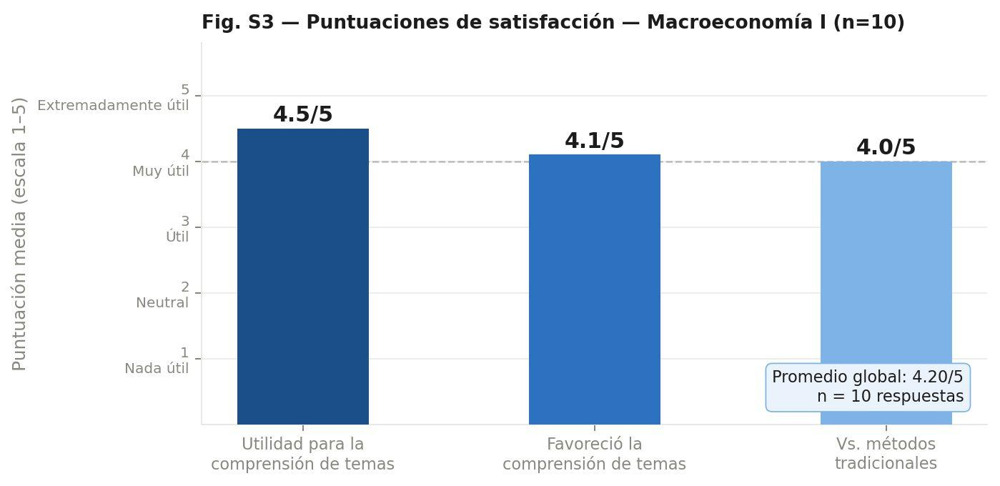 Fig. S3 — Puntuaciones de satisfacción — Macroeconomía I (n=10)
Puntuación media (escala 1–5)
5
Extremadamente útil
4
Muy útil
3
Útil
2
Neutral
1
Nada útil
4.5/5
4.1/5
4.0/5
Promedio global: 4.20/5
n = 10 respuestas
Utilidad para la
comprensión de temas
Favoreció la
comprensión de temas
Vs. métodos
tradicionales